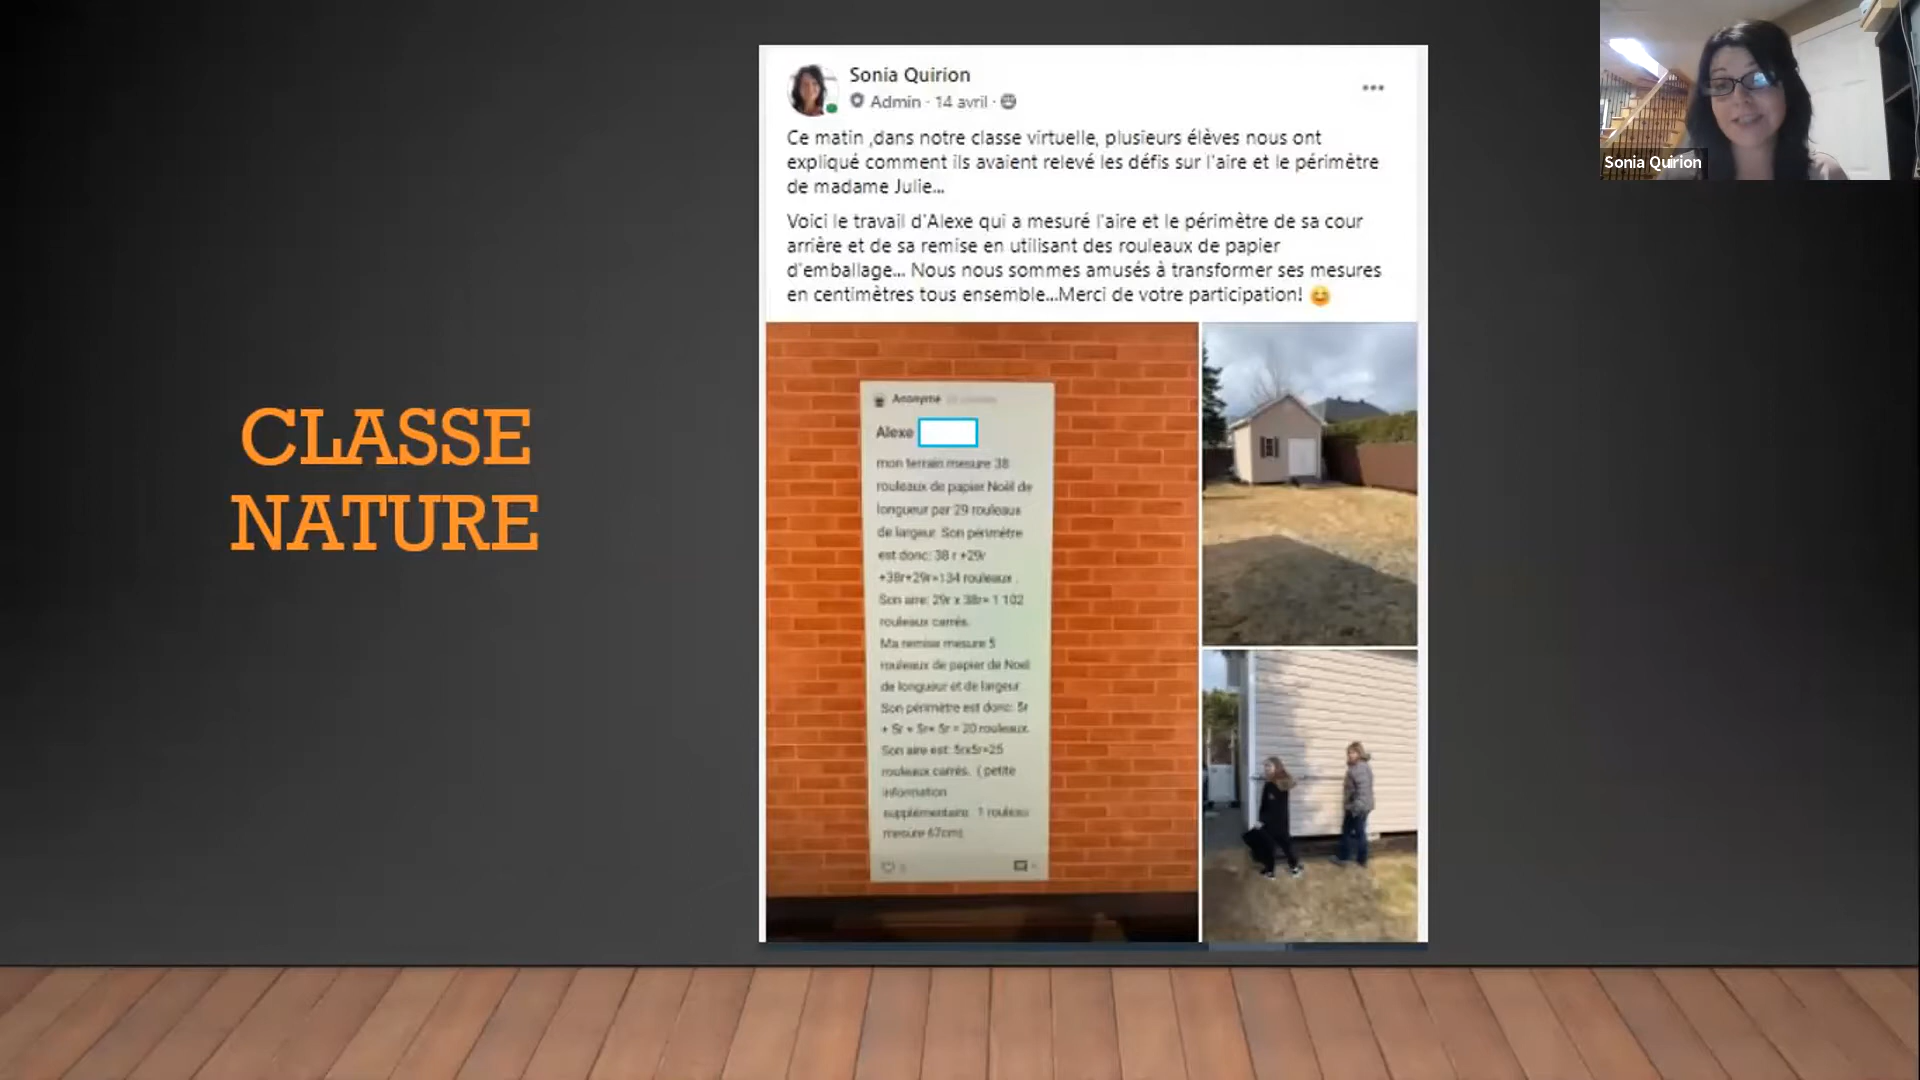 CLASSE
NATURE
Sonia Quirion
Admin · 14 avril ·
Ce matin ,dans notre classe virtuelle, plusieurs élèves nous ont
expliqué comment ils avaient relevé les défis sur l'aire et le périmètre
de madame Julie...
Voici le travail d'Alexe qui a mesuré l'aire et le périmètre de sa cour
arrière et de sa remise en utilisant des rouleaux de papier
d'emballage... Nous nous sommes amusés à transformer ses mesures
en centimètres tous ensemble...Merci de votre participation! 😊
Anonyme
Alexe
mon terrain mesure 38
rouleaux de papier Noël de
longueur par 29 rouleaux
de largeur. Son périmètre
est donc: 38 r +29r
+38r+29r=134 rouleaux .
Son aire: 29r x 38r= 1 102
rouleaux carrés.
Ma remise mesure 5
rouleaux de papier de Noël
de longueur et de largeur
Son périmètre est donc: 5r
+ 5r + 5r+ 5r = 20 rouleaux.
Son aire est: 5rx5r=25
rouleaux carrés. ( petite
information
supplémentaire 1 rouleau
mesure 67cm)
Sonia Quirion